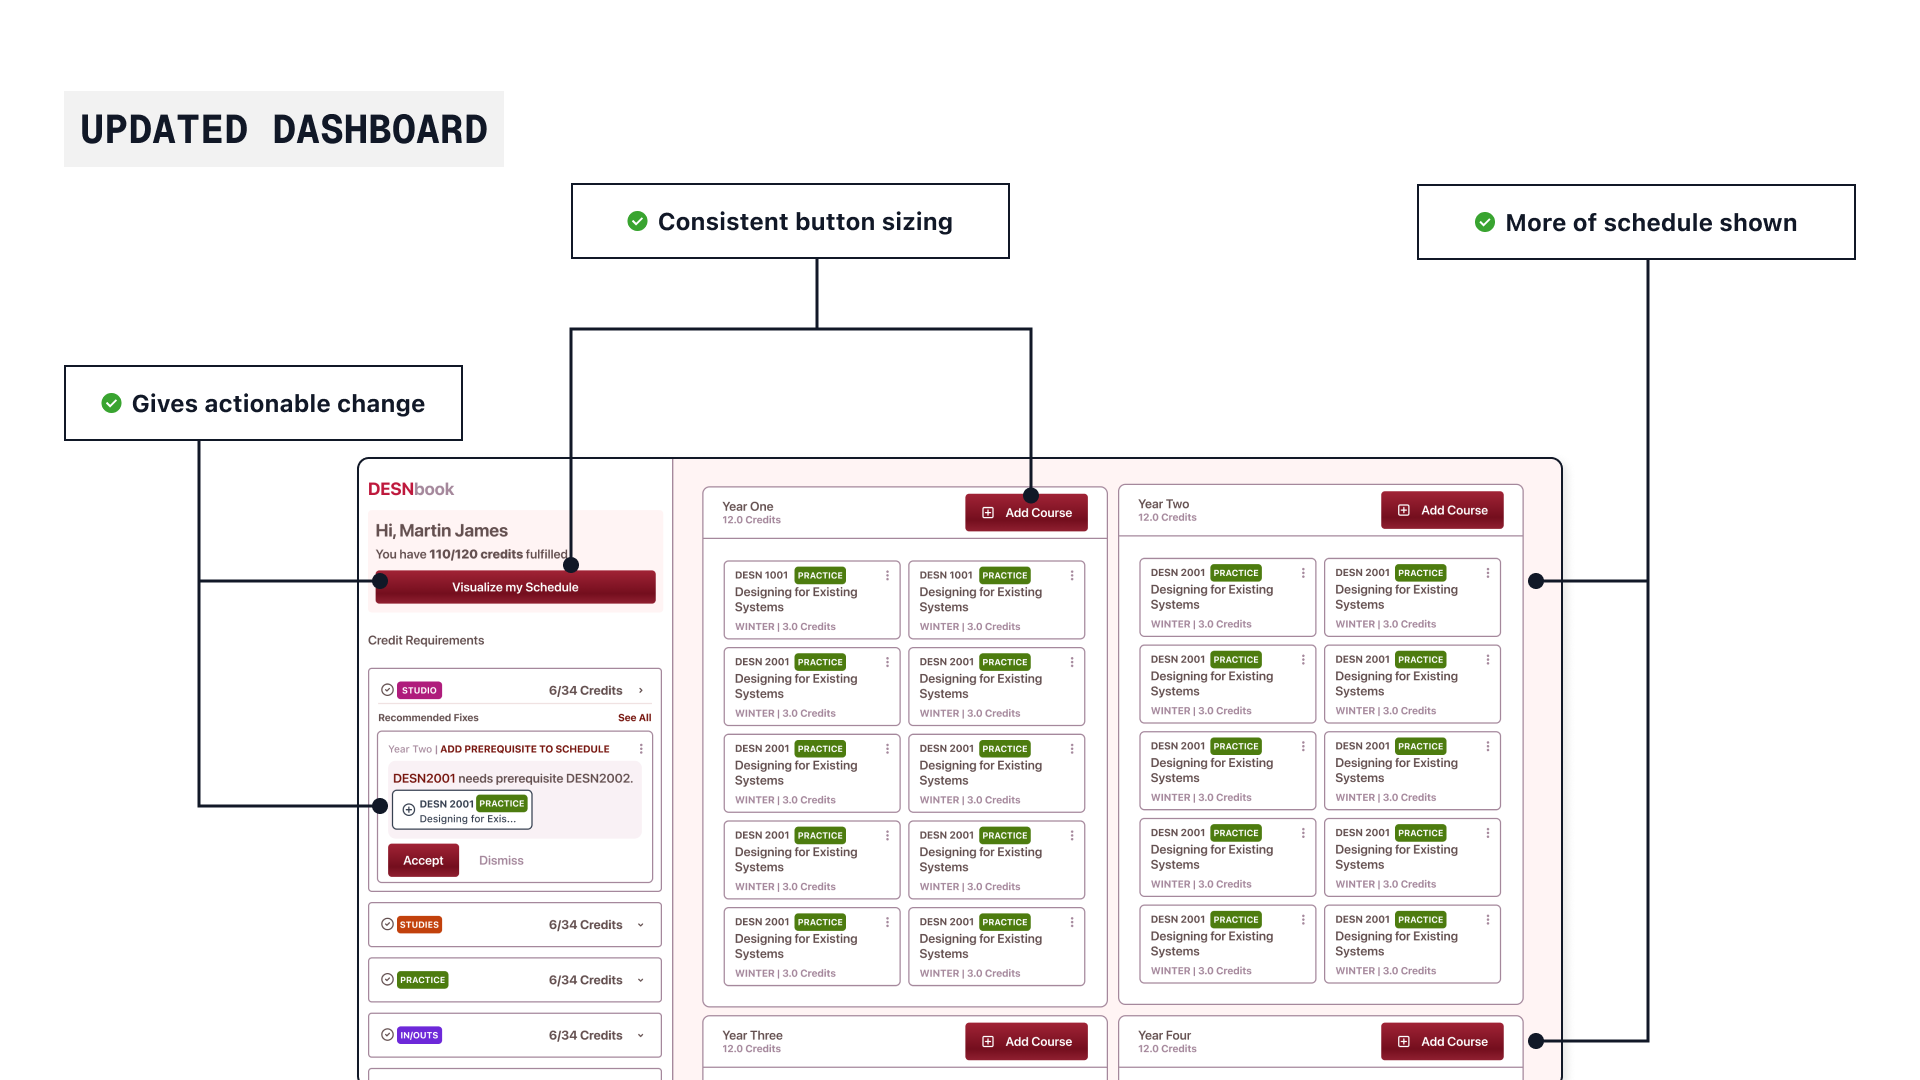 UPDATED DASHBOARD
Consistent button sizing
More of schedule shown
Gives actionable change
DESNbook
Hi, Martin James
You have 110/120 credits fulfilled
Visualize my Schedule
Credit Requirements
STUDIO 6/34 Credits
Recommended Fixes See All
Year Two | ADD PREREQUISITE TO SCHEDULE
DESN2001 needs prerequisite DESN2002.
DESN 2001 PRACTICE
Designing for Exis...
Accept Dismiss
STUDIES 6/34 Credits
PRACTICE 6/34 Credits
IN/OUTS 6/34 Credits
Year One
12.0 Credits
Add Course
DESN 1001 PRACTICE
Designing for Existing
Systems
WINTER | 3.0 Credits
DESN 1001 PRACTICE
Designing for Existing
Systems
WINTER | 3.0 Credits
DESN 2001 PRACTICE
Designing for Existing
Systems
WINTER | 3.0 Credits
DESN 2001 PRACTICE
Designing for Existing
Systems
WINTER | 3.0 Credits
DESN 2001 PRACTICE
Designing for Existing
Systems
WINTER | 3.0 Credits
DESN 2001 PRACTICE
Designing for Existing
Systems
WINTER | 3.0 Credits
DESN 2001 PRACTICE
Designing for Existing
Systems
WINTER | 3.0 Credits
DESN 2001 PRACTICE
Designing for Existing
Systems
WINTER | 3.0 Credits
DESN 2001 PRACTICE
Designing for Existing
Systems
WINTER | 3.0 Credits
DESN 2001 PRACTICE
Designing for Existing
Systems
WINTER | 3.0 Credits
Year Two
12.0 Credits
Add Course
DESN 2001 PRACTICE
Designing for Existing
Systems
WINTER | 3.0 Credits
DESN 2001 PRACTICE
Designing for Existing
Systems
WINTER | 3.0 Credits
DESN 2001 PRACTICE
Designing for Existing
Systems
WINTER | 3.0 Credits
DESN 2001 PRACTICE
Designing for Existing
Systems
WINTER | 3.0 Credits
DESN 2001 PRACTICE
Designing for Existing
Systems
WINTER | 3.0 Credits
DESN 2001 PRACTICE
Designing for Existing
Systems
WINTER | 3.0 Credits
DESN 2001 PRACTICE
Designing for Existing
Systems
WINTER | 3.0 Credits
DESN 2001 PRACTICE
Designing for Existing
Systems
WINTER | 3.0 Credits
DESN 2001 PRACTICE
Designing for Existing
Systems
WINTER | 3.0 Credits
DESN 2001 PRACTICE
Designing for Existing
Systems
WINTER | 3.0 Credits
Year Three
12.0 Credits
Add Course
Year Four
12.0 Credits
Add Course